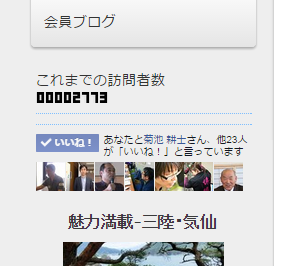 会員ブログ
これまでの訪問者数
00002773
いいね！ あなたと菊池 耕士さん、他23人
が「いいね！」と言っています
魅力満載-三陸・気仙